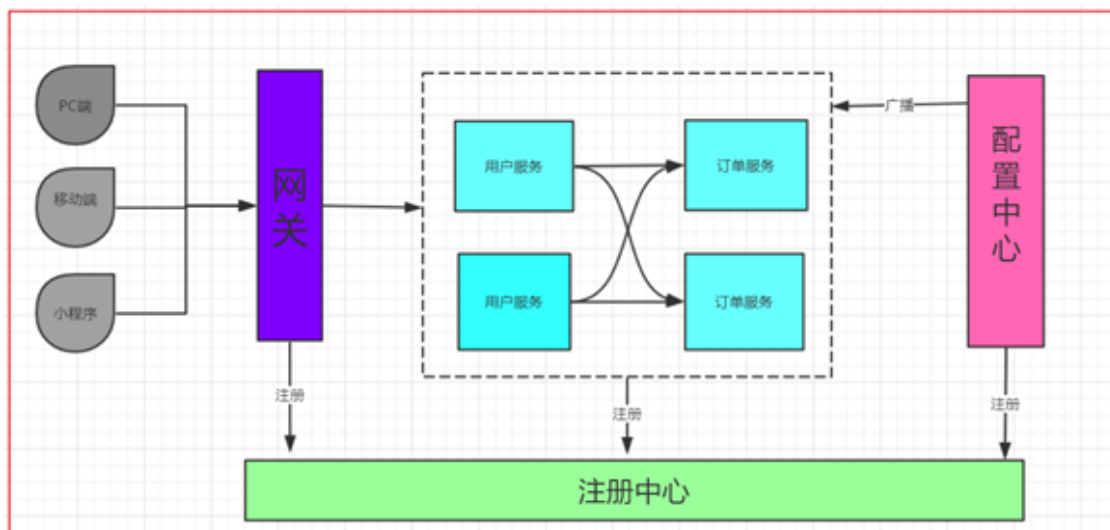 PC端
移动端
小程序
网关
用户服务
订单服务
用户服务
订单服务
广播
配置中心
注册
注册
注册
注册中心